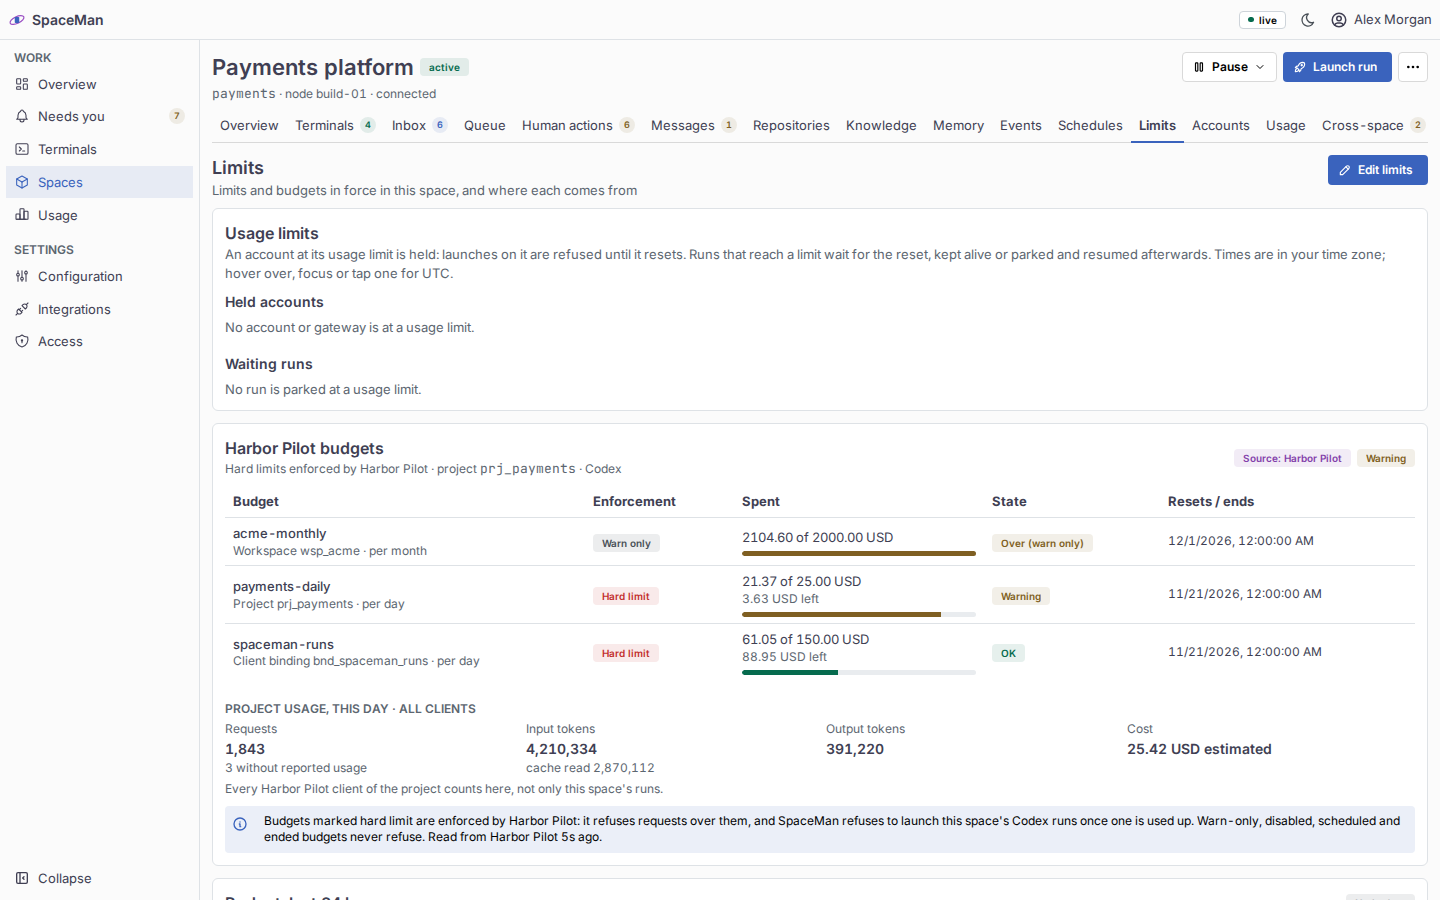 SpaceMan
live
Alex Morgan
WORK
Overview
Needs you 7
Terminals
Spaces
Usage
SETTINGS
Configuration
Integrations
Access
Collapse
Payments platform active
payments · node build-01 · connected
Pause
Launch run
Overview Terminals 4 Inbox 6 Queue Human actions 6 Messages 1 Repositories Knowledge Memory Events Schedules Limits Accounts Usage Cross-space 2
Limits
Limits and budgets in force in this space, and where each comes from
Edit limits
Usage limits
An account at its usage limit is held: launches on it are refused until it resets. Runs that reach a limit wait for the reset, kept alive or parked and resumed afterwards. Times are in your time zone;
hover over, focus or tap one for UTC.
Held accounts
No account or gateway is at a usage limit.
Waiting runs
No run is parked at a usage limit.
Harbor Pilot budgets
Hard limits enforced by Harbor Pilot · project prj_payments · Codex
Source: Harbor Pilot Warning
Budget Enforcement Spent State Resets / ends
acme-monthly
Workspace wsp_acme · per month
Warn only
2104.60 of 2000.00 USD
Over (warn only)
12/1/2026, 12:00:00 AM
payments-daily
Project prj_payments · per day
Hard limit
21.37 of 25.00 USD
3.63 USD left
Warning
11/21/2026, 12:00:00 AM
spaceman-runs
Client binding bnd_spaceman_runs · per day
Hard limit
61.05 of 150.00 USD
88.95 USD left
OK
11/21/2026, 12:00:00 AM
PROJECT USAGE, THIS DAY · ALL CLIENTS
Requests
1,843
3 without reported usage
Input tokens
4,210,334
cache read 2,870,112
Output tokens
391,220
Cost
25.42 USD estimated
Every Harbor Pilot client of the project counts here, not only this space's runs.
Budgets marked hard limit are enforced by Harbor Pilot: it refuses requests over them, and SpaceMan refuses to launch this space's Codex runs once one is used up. Warn-only, disabled, scheduled and
ended budgets never refuse. Read from Harbor Pilot 5s ago.